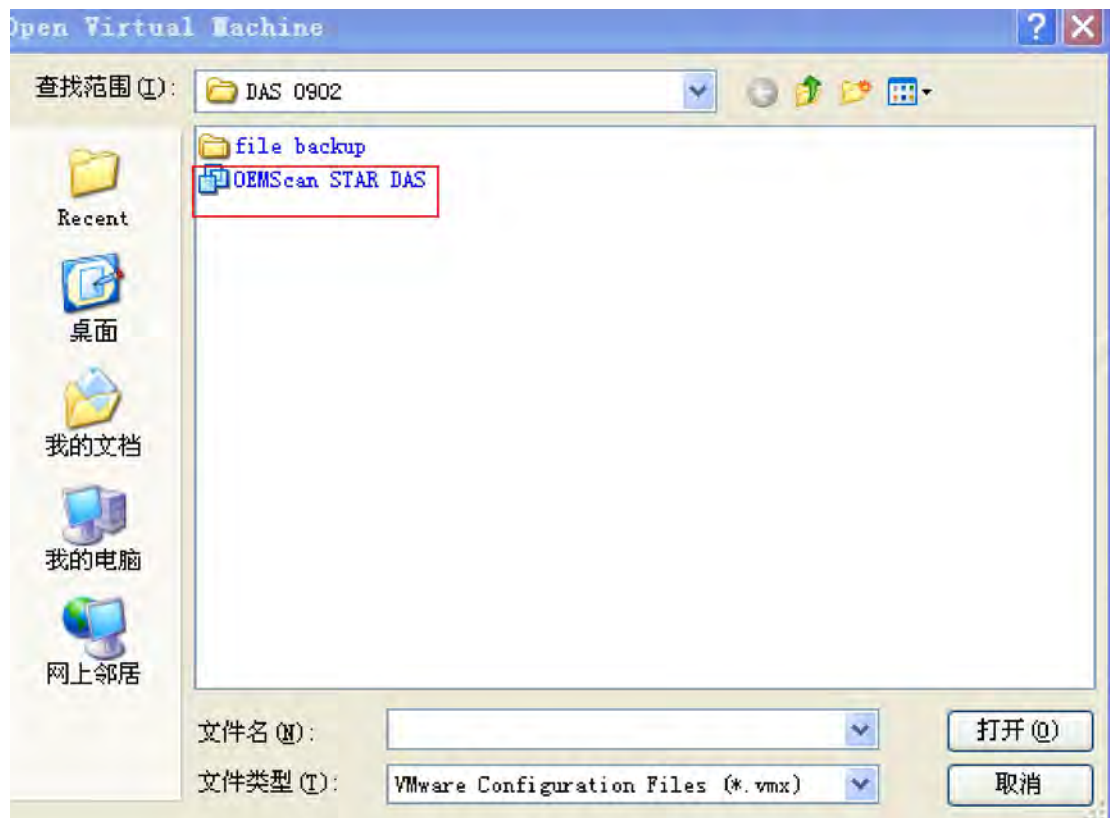 Open Virtual Machine
查找范围(I):
DAS 0902
file backup
OEMScan STAR DAS
Recent
桌面
我的文档
我的电脑
网上邻居
文件名(N):
打开(O)
文件类型(T):
VMware Configuration Files (*.vmx)
取消